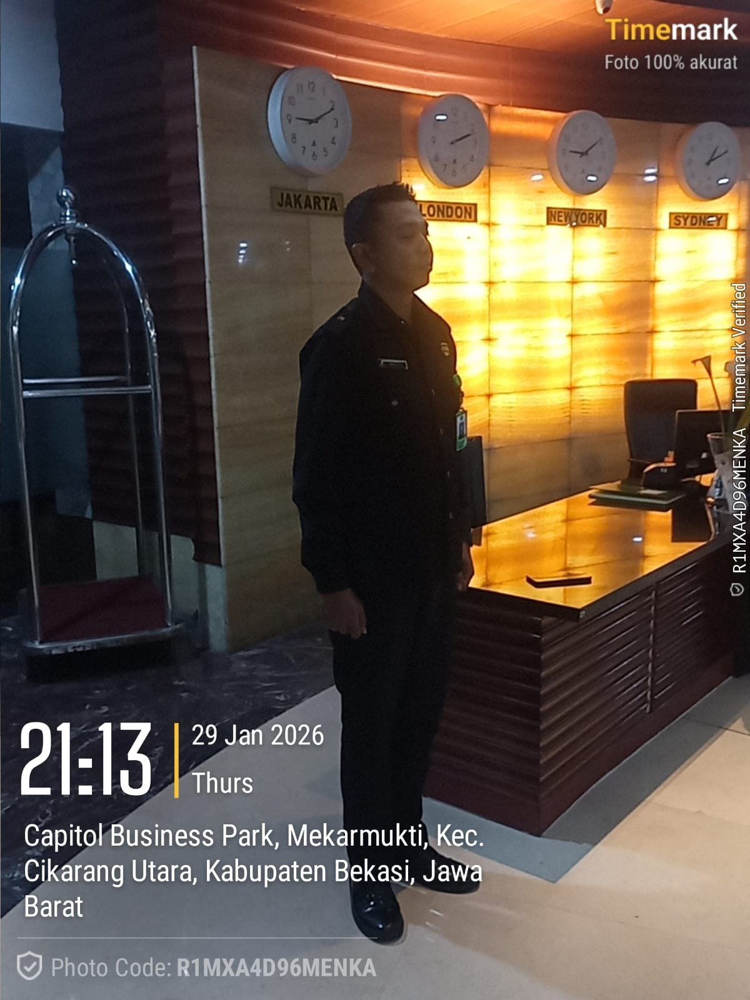 Timemark
Foto 100% akurat
JAKARTA
LONDON
NEW YORK
SYDNEY
R1MXA4D96MENKA Timemark Verified
21:13
29 Jan 2026
Thurs
Capitol Business Park, Mekarmukti, Kec.
Cikarang Utara, Kabupaten Bekasi, Jawa
Barat
Photo Code: R1MXA4D96MENKA